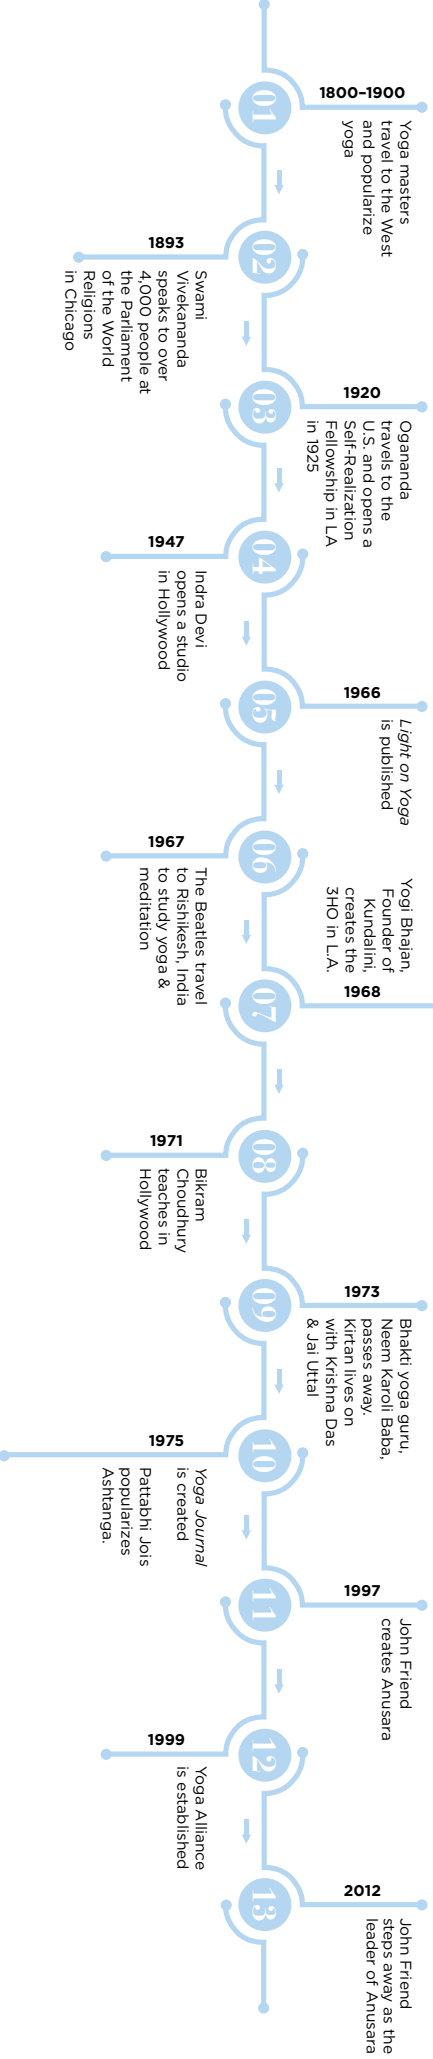 01
1800–1900
Yoga masters
travel to the West
and popularize
yoga
02
1893
Swami
Vivekananda
speaks to over
4,000 people at
the Parliament
of the World
Religions
in Chicago
03
1920
Ogananda
travels to the
U.S. and opens a
Self-Realization
Fellowship in LA
in 1925
04
1947
Indra Devi
opens a studio
in Hollywood
05
1966
Light on Yoga
is published
06
1967
The Beatles travel
to Rishikesh, India
to study yoga &
meditation
07
1968
Yogi Bhajan,
Founder of
Kundalini,
creates the
3HO in L.A.
08
1971
Bikram
Choudhury
teaches in
Hollywood
09
1973
Bhakti yoga guru,
Neem Karoli Baba,
passes away.
Kirtan lives on
with Krishna Das
& Jai Uttal
10
1975
Yoga Journal
is created
Pattabhi Jois
popularizes
Ashtanga.
11
1997
John Friend
creates Anusara
12
1999
Yoga Alliance
is established
13
2012
John Friend
steps away as the
leader of Anusara